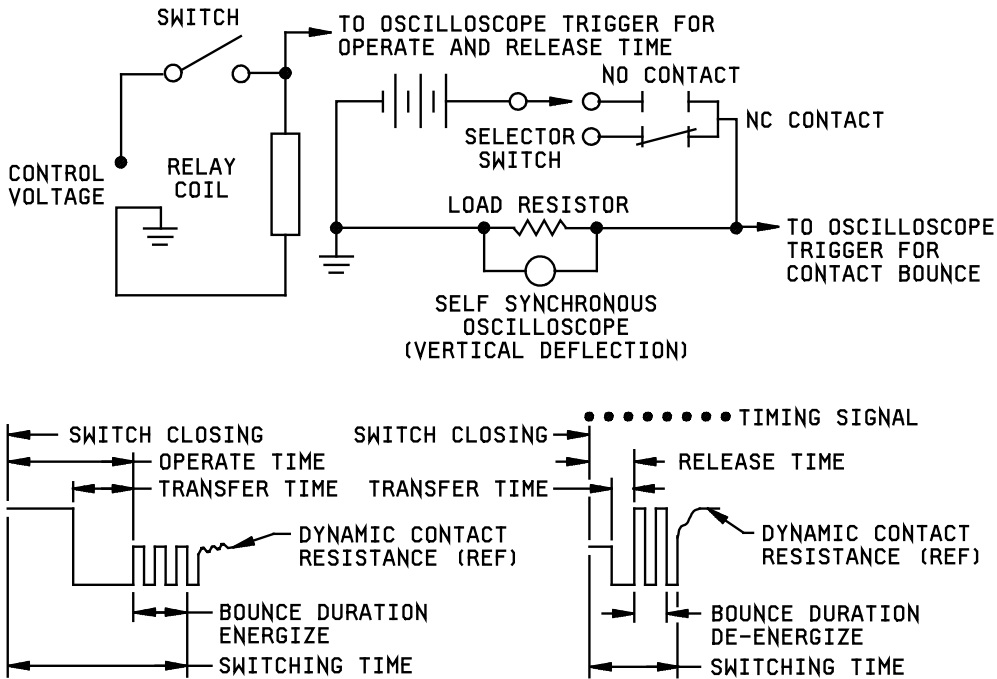 SWITCH
TO OSCILLOSCOPE TRIGGER FOR
OPERATE AND RELEASE TIME
NO CONTACT
NC CONTACT
SELECTOR
SWITCH
CONTROL
VOLTAGE
RELAY
COIL
LOAD RESISTOR
TO OSCILLOSCOPE
TRIGGER FOR
CONTACT BOUNCE
SELF SYNCHRONOUS
OSCILLOSCOPE
(VERTICAL DEFLECTION)
SWITCH CLOSING
OPERATE TIME
TRANSFER TIME
DYNAMIC CONTACT
RESISTANCE (REF)
BOUNCE DURATION
ENERGIZE
SWITCHING TIME
TIMING SIGNAL
SWITCH CLOSING
RELEASE TIME
TRANSFER TIME
DYNAMIC CONTACT
RESISTANCE (REF)
BOUNCE DURATION
DE-ENERGIZE
SWITCHING TIME